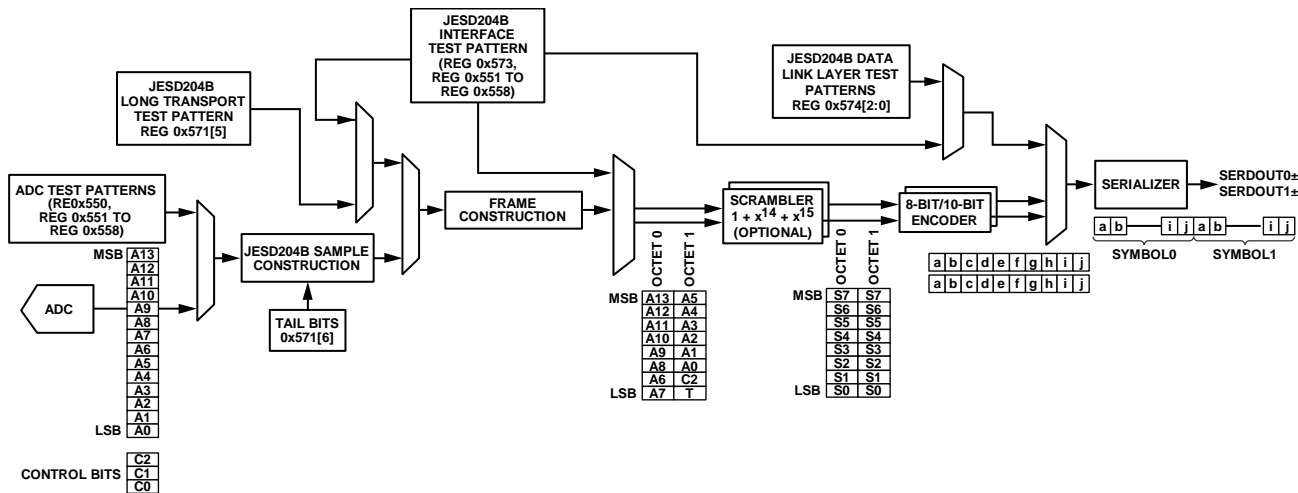 JESD204B
INTERFACE
TEST PATTERN
(REG 0x573,
REG 0x551 TO
REG 0x558)
JESD204B
LONG TRANSPORT
TEST PATTERN
REG 0x571[5]
JESD204B DATA
LINK LAYER TEST
PATTERNS
REG 0x574[2:0]
ADC TEST PATTERNS
(RE0x550,
REG 0x551 TO
REG 0x558)
MSB A13
A12
A11
A10
A9
A8
A7
A6
A5
A4
A3
A2
A1
LSB A0
CONTROL BITS
C2
C1
C0
ADC
JESD204B SAMPLE
CONSTRUCTION
TAIL BITS
0x571[6]
FRAME
CONSTRUCTION
SCRAMBLER
1 + x14 + x15
(OPTIONAL)
OCTET 0
OCTET 1
MSB A13 A5
A12 A4
A11 A3
A10 A2
A9 A1
A8 A0
A6 C2
LSB A7 T
8-BIT/10-BIT
ENCODER
OCTET 0
OCTET 1
MSB S7 S7
S6 S6
S5 S5
S4 S4
S3 S3
S2 S2
S1 S1
LSB S0 S0
a b c d e f g h i j
a b c d e f g h i j
SERIALIZER
SERDOUT0±
SERDOUT1±
a b i j a b i j
SYMBOL0 SYMBOL1